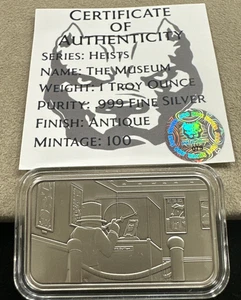 Certificate
of
Authenticity
Series: Heists
Name: The Museum
Weight: 1 Troy Ounce
Purity: .999 Fine Silver
Finish: Antique
Mintage: 100